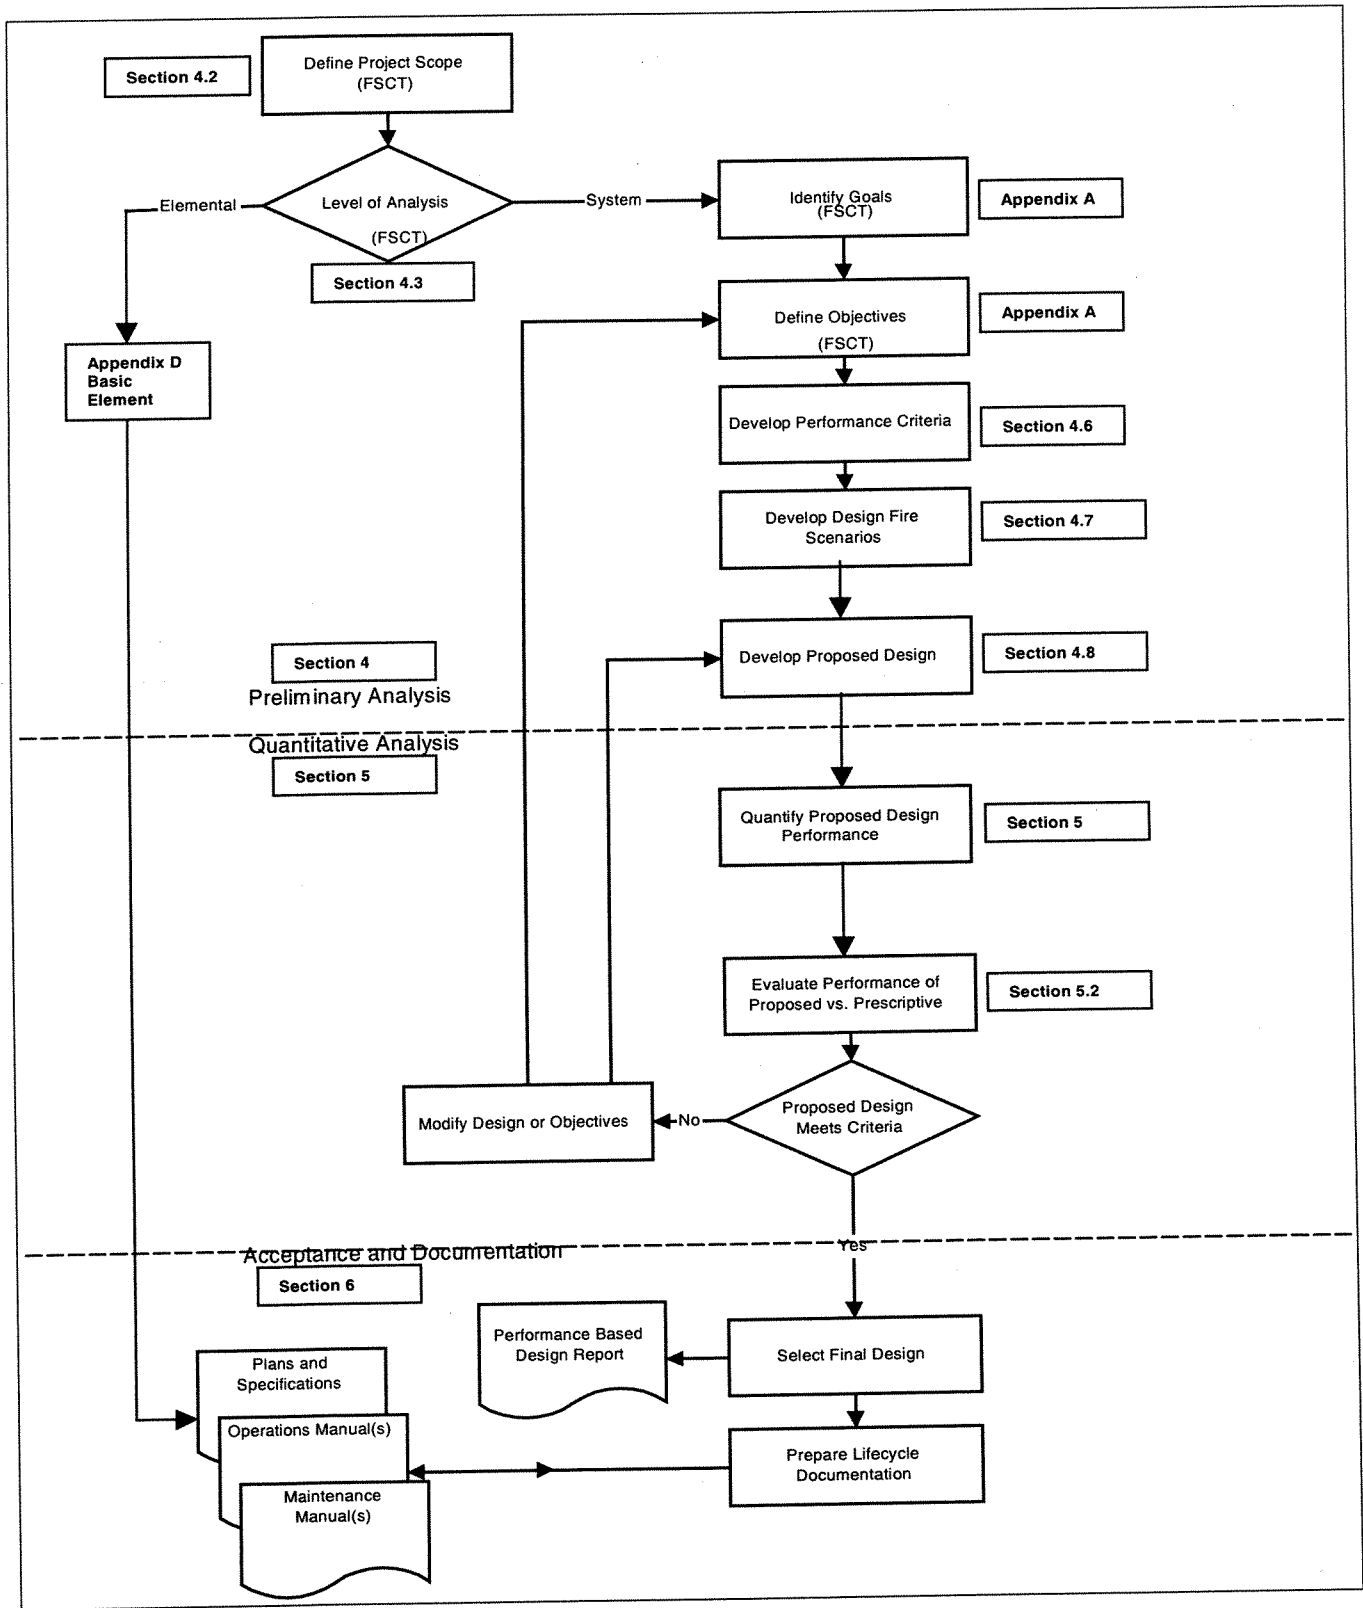 Section 4.2
Define Project Scope
(FSCT)
Elemental
Level of Analysis
(FSCT)
System
Identify Goals
(FSCT)
Appendix A
Section 4.3
Define Objectives
(FSCT)
Appendix A
Appendix D
Basic
Element
Develop Performance Criteria
Section 4.6
Develop Design Fire
Scenarios
Section 4.7
Section 4
Preliminary Analysis
Develop Proposed Design
Section 4.8
Quantitative Analysis
Section 5
Quantify Proposed Design
Performance
Section 5
Evaluate Performance of
Proposed vs. Prescriptive
Section 5.2
Modify Design or Objectives
No
Proposed Design
Meets Criteria
Yes
Acceptance and Documentation
Section 6
Performance Based
Design Report
Select Final Design
Plans and
Specifications
Operations Manual(s)
Maintenance
Manual(s)
Prepare Lifecycle
Documentation